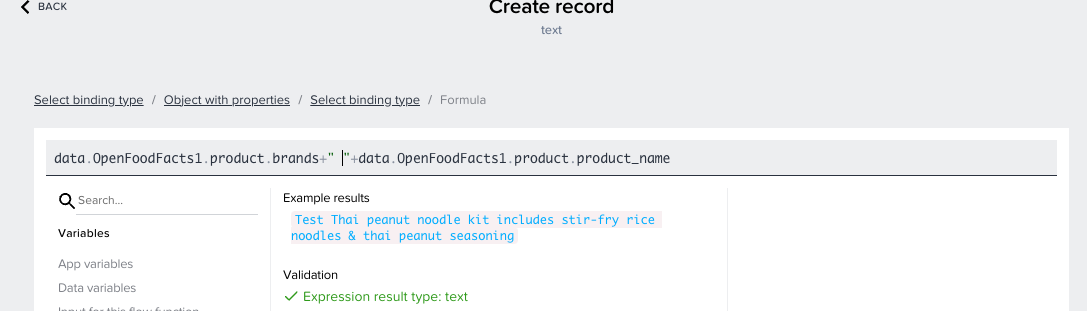 BACK
Create record
text
Select binding type / Object with properties / Select binding type / Formula
data.OpenFoodFacts1.product.brands+" "+data.OpenFoodFacts1.product.product_name
Search...
Example results
Test Thai peanut noodle kit includes stir-fry rice
noodles & thai peanut seasoning
Variables
App variables
Data variables
Input for this flow function
Validation
Expression result type: text